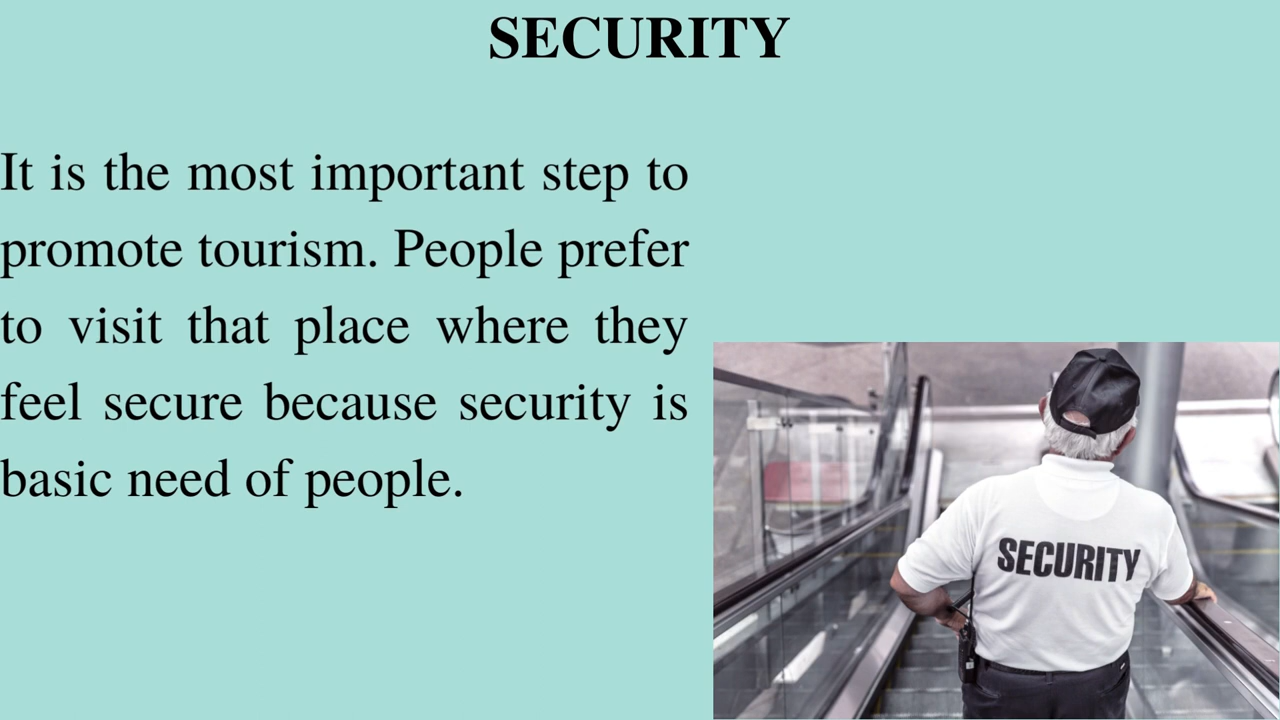 SECURITY
It is the most important step to
promote tourism. People prefer
to visit that place where they
feel secure because security is
basic need of people.
SECURITY